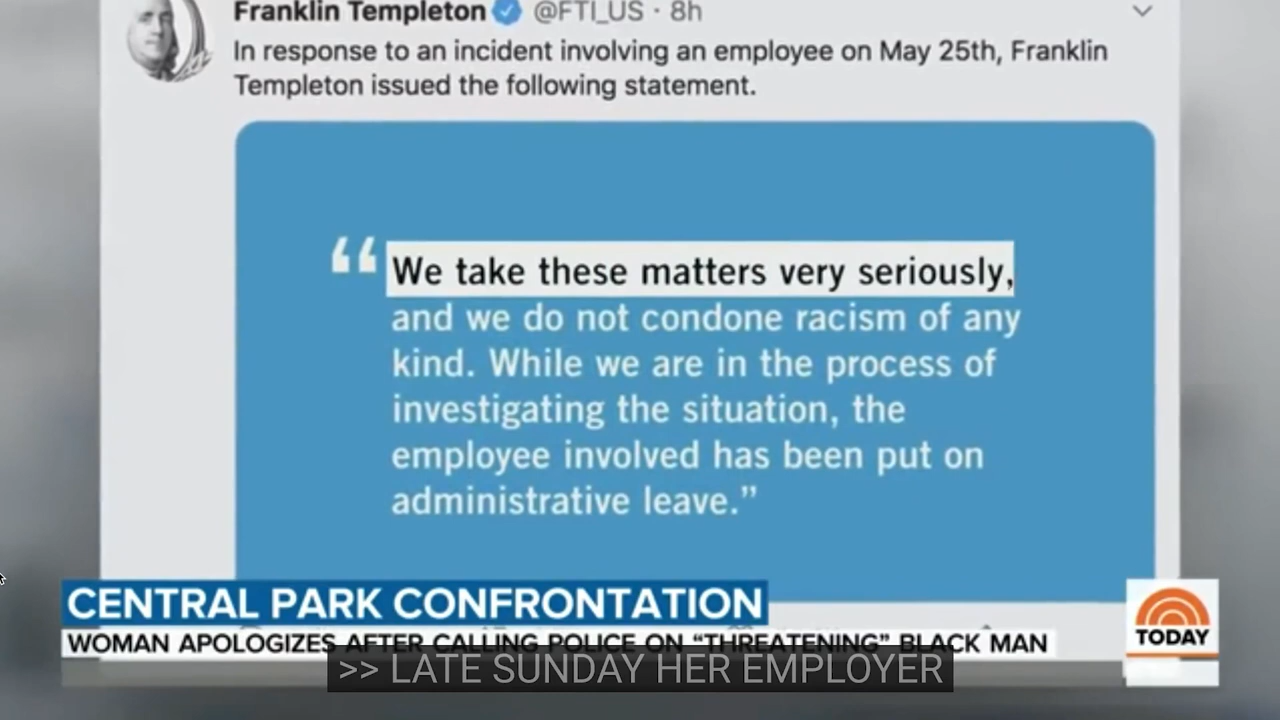 Franklin Templeton @FTI_US · 8h
In response to an incident involving an employee on May 25th, Franklin
Templeton issued the following statement.
“We take these matters very seriously,
and we do not condone racism of any
kind. While we are in the process of
investigating the situation, the
employee involved has been put on
administrative leave.”
CENTRAL PARK CONFRONTATION
WOMAN APOLOGIZES AFTER CALLING POLICE ON “THREATENING” BLACK MAN
TODAY
>> LATE SUNDAY HER EMPLOYER